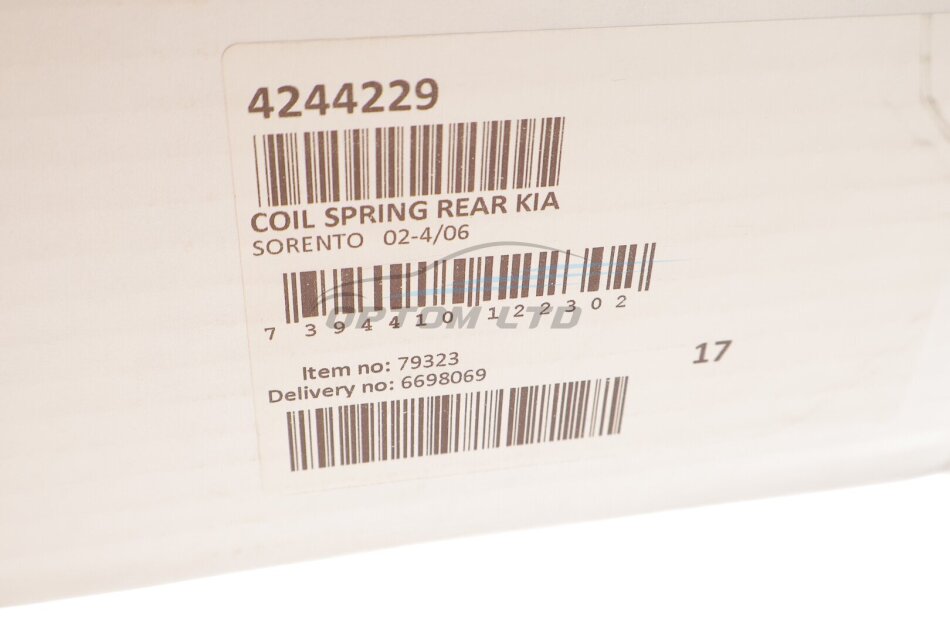 4244229
COIL SPRING REAR KIA
SORENTO 02-4/06
7 394410 122302
OPTOM LTD
Item no: 79323
17
Delivery no: 6698069